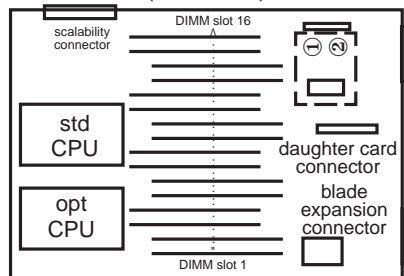 DIMM slot 16
scalability
connector
① ②
std
CPU
daughter card
connector
opt
CPU
blade
expansion
connector
DIMM slot 1